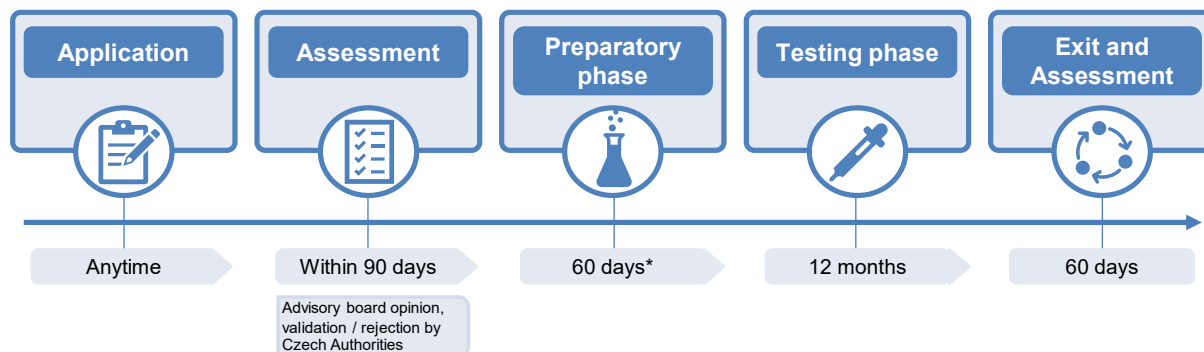 Application
Assessment
Preparatory
phase
Testing phase
Exit and
Assessment
Anytime
Within 90 days
60 days*
12 months
60 days
Advisory board opinion,
validation / rejection by
Czech Authorities